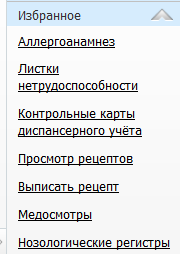 Избранное
Аллергоанамнез
Листки
нетрудоспособности
Контрольные карты
диспансерного учёта
Просмотр рецептов
Выписать рецепт
Медосмотры
Нозологические регистры